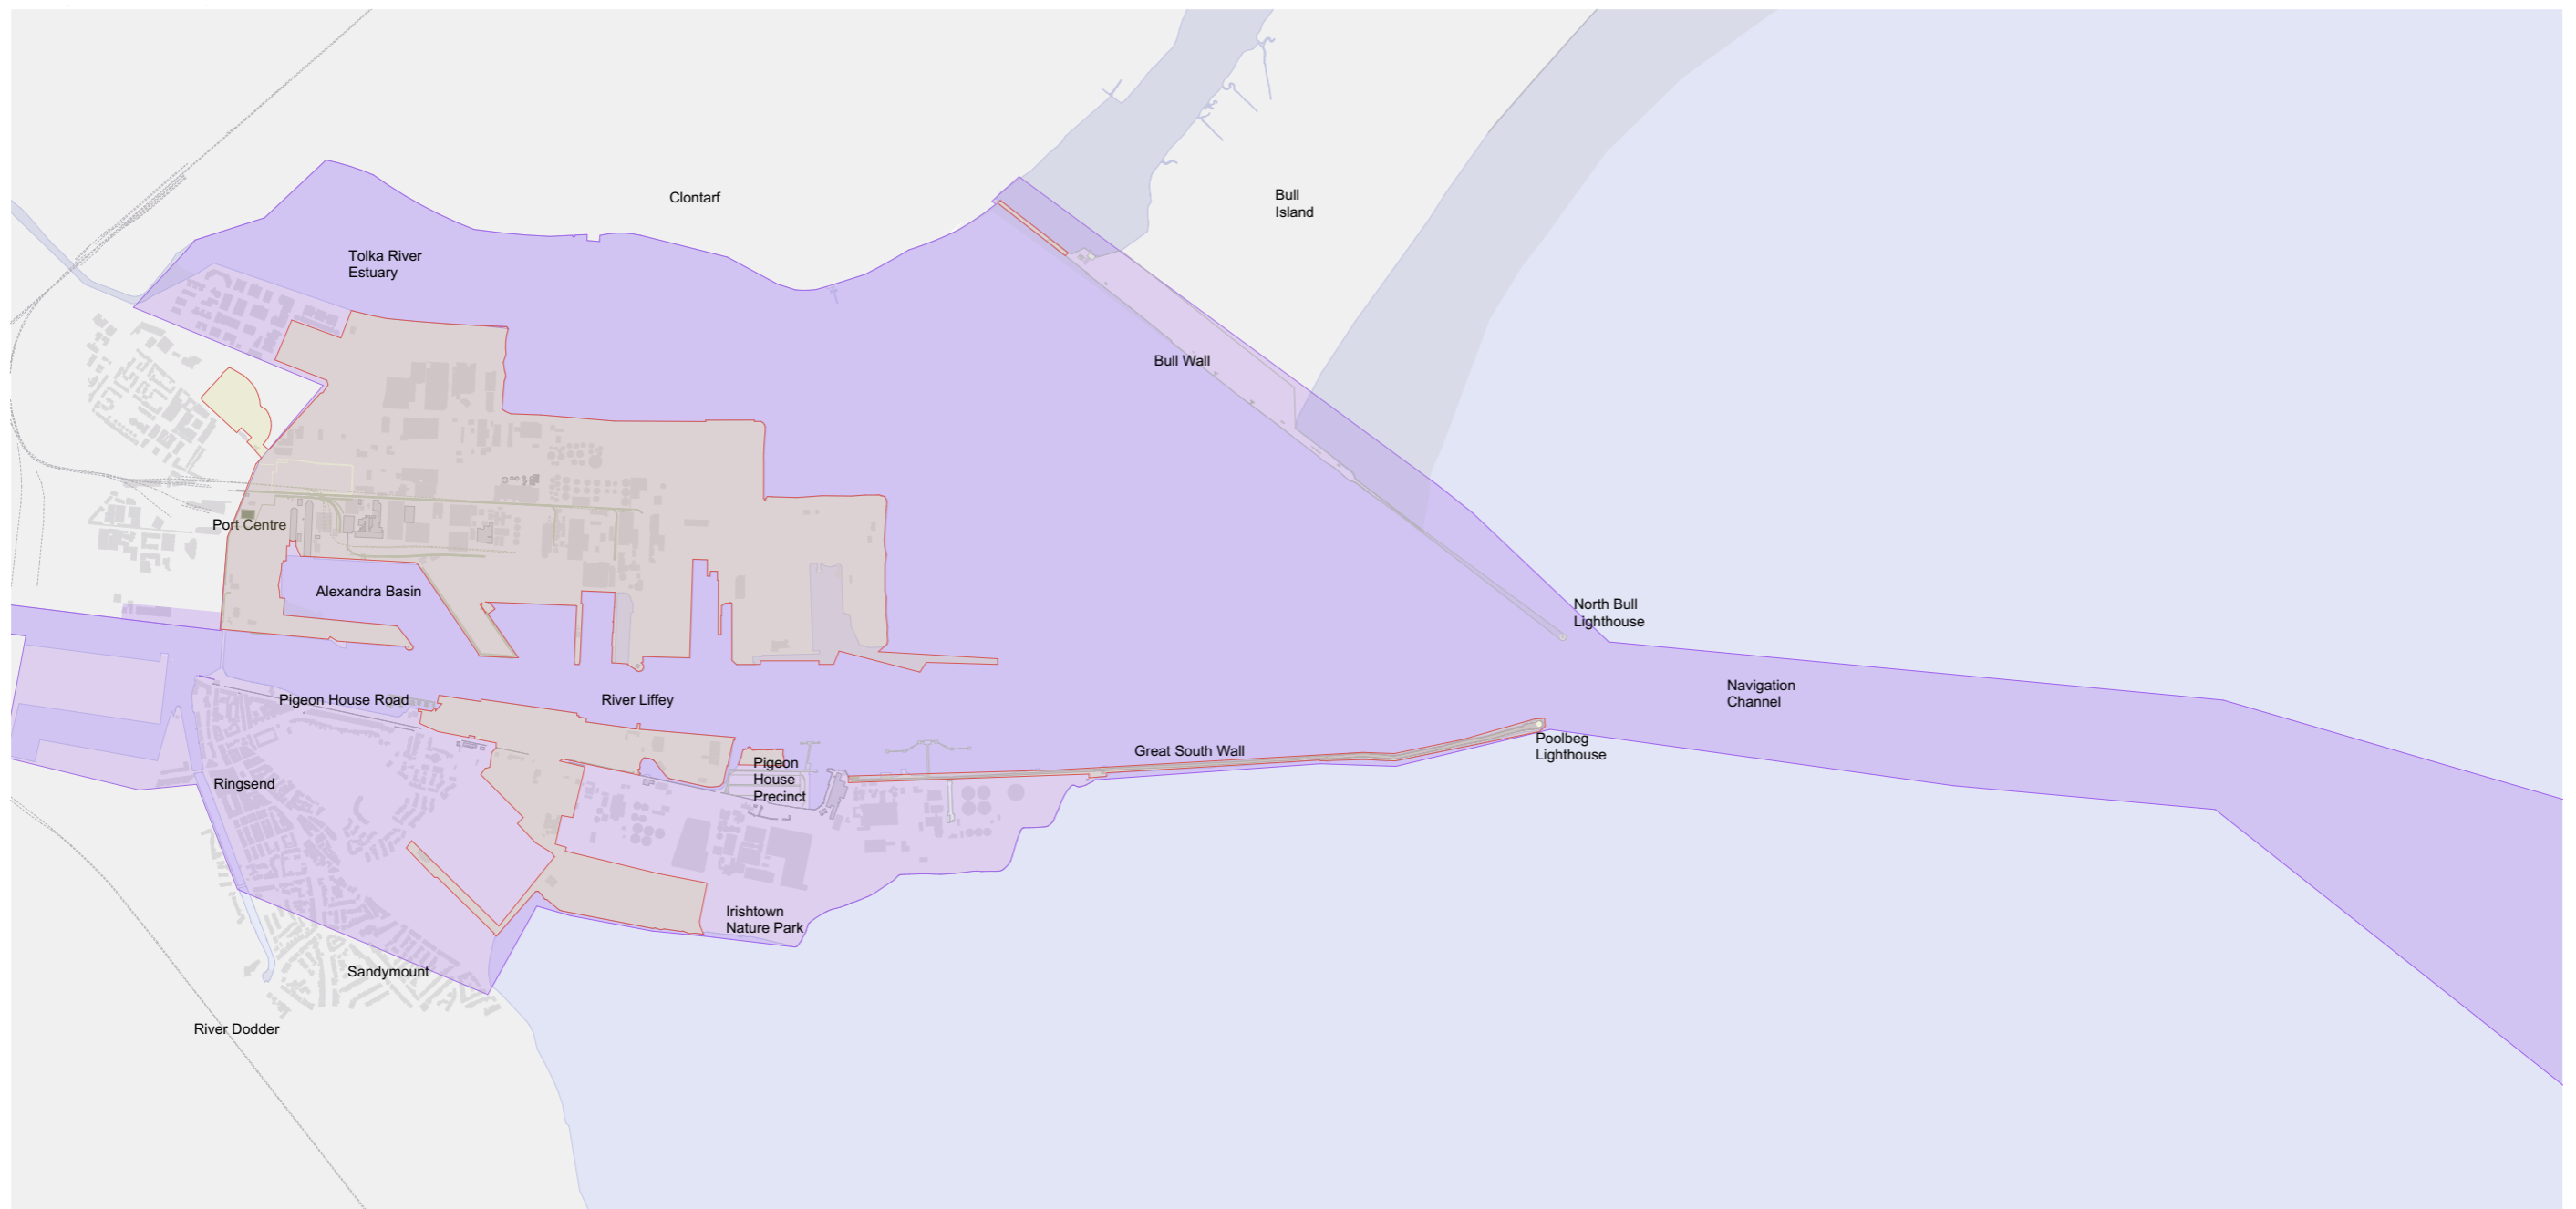 Clontarf
Bull
Island
Tolka River
Estuary
Bull Wall
Port Centre
Alexandra Basin
North Bull
Lighthouse
Navigation
Channel
Pigeon House Road
River Liffey
Great South Wall
Poolbeg
Lighthouse
Pigeon
House
Precinct
Ringsend
Irishtown
Nature Park
Sandymount
River Dodder